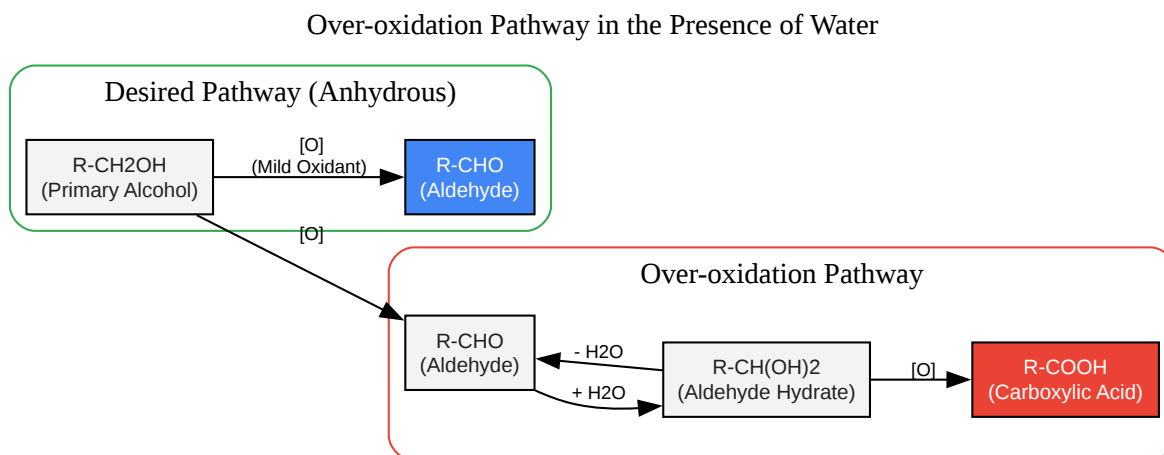 Over-oxidation Pathway in the Presence of Water
Desired Pathway (Anhydrous)
R-CH2OH
(Primary Alcohol)
[O]
(Mild Oxidant)
R-CHO
(Aldehyde)
[O]
Over-oxidation Pathway
R-CHO
(Aldehyde)
- H2O
+ H2O
R-CH(OH)2
(Aldehyde Hydrate)
[O]
R-COOH
(Carboxylic Acid)